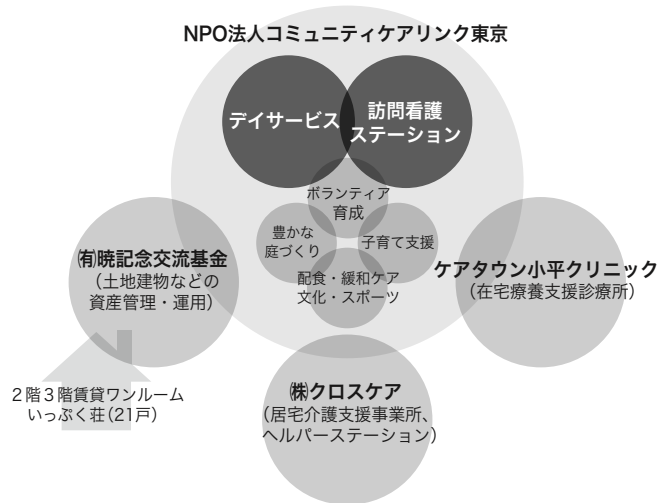 NPO法人コミュニティケアリンク東京
デイサービス
訪問看護
ステーション
ボランティア
育成
豊かな
庭づくり
子育て支援
配食・緩和ケア
文化・スポーツ
㈲暁記念交流基金
（土地建物などの
資産管理・運用）
ケアタウン小平クリニック
（在宅療養支援診療所）
２階３階賃貸ワンルーム
いっぷく荘（21戸）
㈱クロスケア
（居宅介護支援事業所、
ヘルパーステーション）